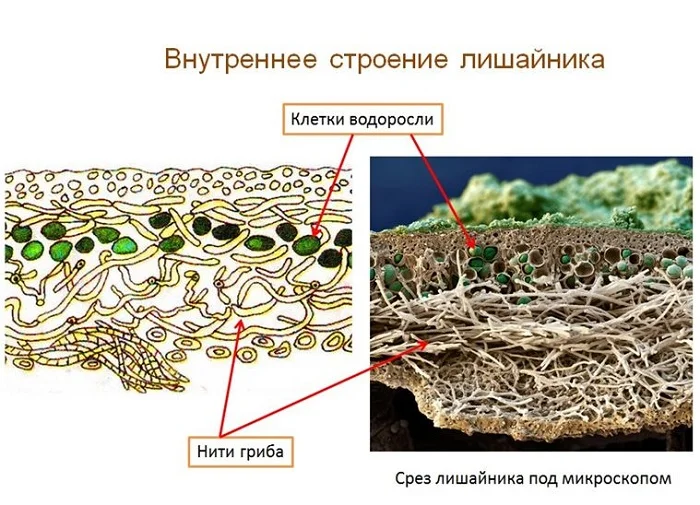 Внутреннее строение лишайника
Клетки водоросли
Нити гриба
Срез лишайника под микроскопом